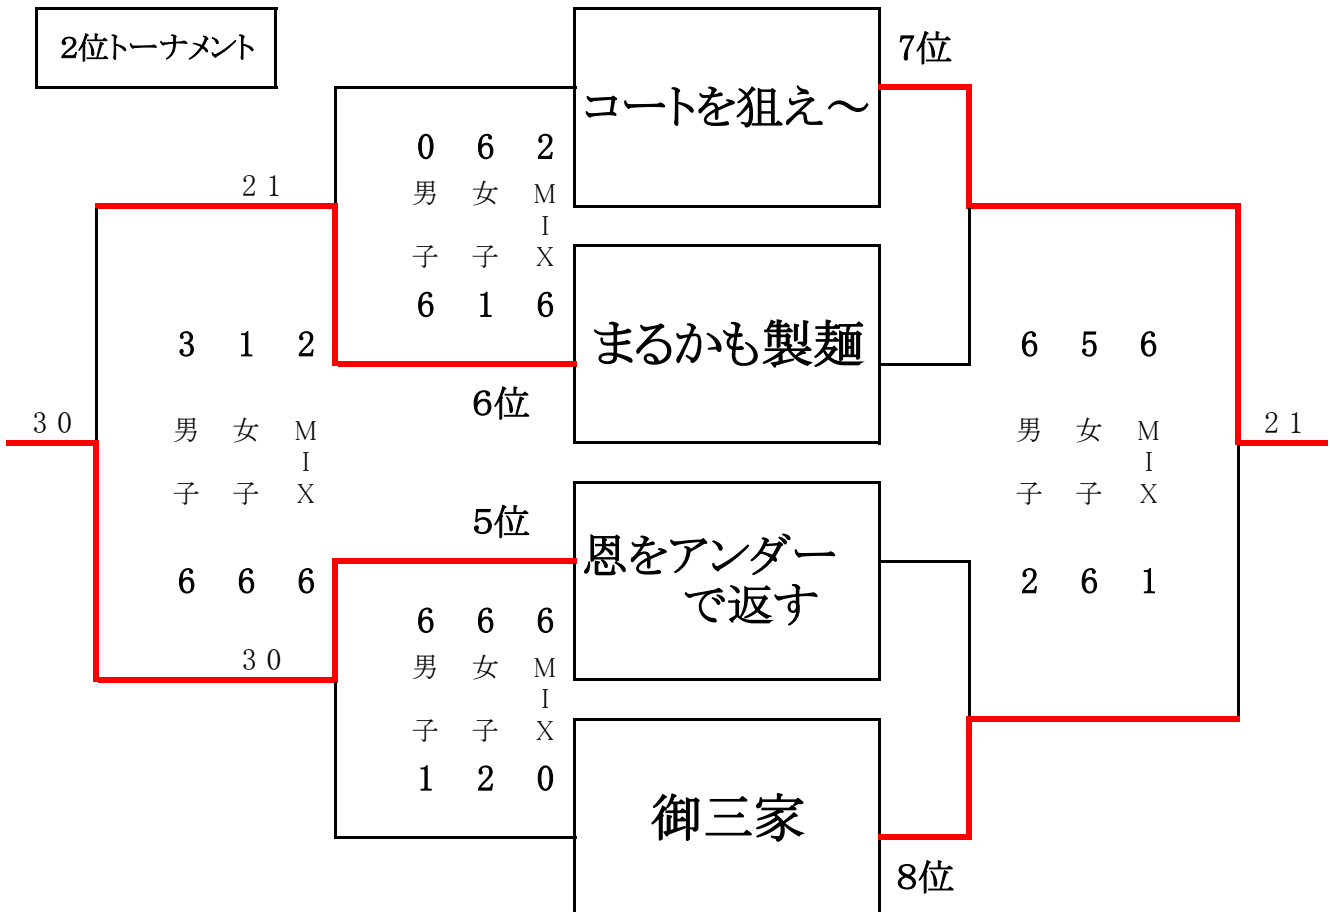 2位トーナメント
コートを狙え～
7位
0 6 2
男子 女子 MIX
6 1 6
21
まるかも製麺
6位
3 1 2
男子 女子 MIX
6 6 6
30
6 5 6
男子 女子 MIX
2 6 1
21
5位
恩をアンダー
で返す
6 6 6
男子 女子 MIX
1 2 0
30
御三家
8位